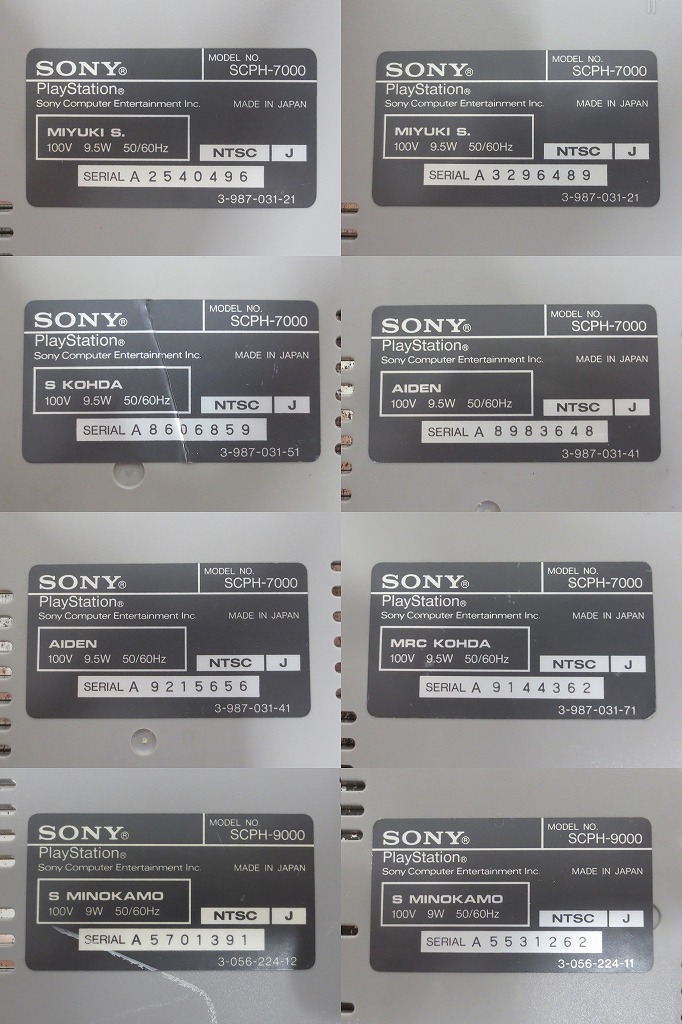 SONY® MODEL NO. SCPH-7000
PlayStation®
Sony Computer Entertainment Inc. MADE IN JAPAN
MIYUKI S.
100V 9.5W 50/60Hz NTSC J
SERIAL A 2540496
3-987-031-21
SONY® MODEL NO. SCPH-7000
PlayStation®
Sony Computer Entertainment Inc. MADE IN JAPAN
MIYUKI S.
100V 9.5W 50/60Hz NTSC J
SERIAL A 3296489
3-987-031-21
SONY® MODEL NO. SCPH-7000
PlayStation®
Sony Computer Entertainment Inc. MADE IN JAPAN
S KOHDA
100V 9.5W 50/60Hz NTSC J
SERIAL A 8606859
3-987-031-51
SONY® MODEL NO. SCPH-7000
PlayStation®
Sony Computer Entertainment Inc. MADE IN JAPAN
AIDEN
100V 9.5W 50/60Hz NTSC J
SERIAL A 8983648
3-987-031-41
SONY® MODEL NO. SCPH-7000
PlayStation®
Sony Computer Entertainment Inc. MADE IN JAPAN
AIDEN
100V 9.5W 50/60Hz NTSC J
SERIAL A 9215656
3-987-031-41
SONY® MODEL NO. SCPH-7000
PlayStation®
Sony Computer Entertainment Inc. MADE IN JAPAN
MRC KOHDA
100V 9.5W 50/60Hz NTSC J
SERIAL A 9144362
3-987-031-71
SONY® MODEL NO. SCPH-9000
PlayStation®
Sony Computer Entertainment Inc. MADE IN JAPAN
S MINOKAMO
100V 9W 50/60Hz NTSC J
SERIAL A 5701391
3-056-224-12
SONY® MODEL NO. SCPH-9000
PlayStation®
Sony Computer Entertainment Inc. MADE IN JAPAN
S MINOKAMO
100V 9W 50/60Hz NTSC J
SERIAL A 5531262
3-056-224-11